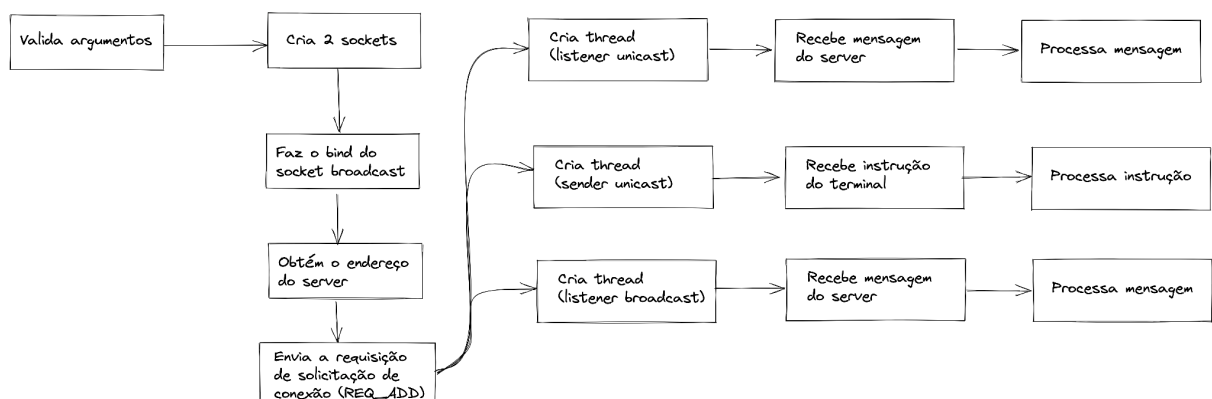 Valida argumentos
Cria 2 sockets
Faz o bind do
socket broadcast
Obtém o endereço
do server
Envia a requisição
de solicitação de
conexão (REQ_ADD)
Cria thread
(listener unicast)
Recebe mensagem
do server
Processa mensagem
Cria thread
(sender unicast)
Recebe instrução
do terminal
Processa instrução
Cria thread
(listener broadcast)
Recebe mensagem
do server
Processa mensagem